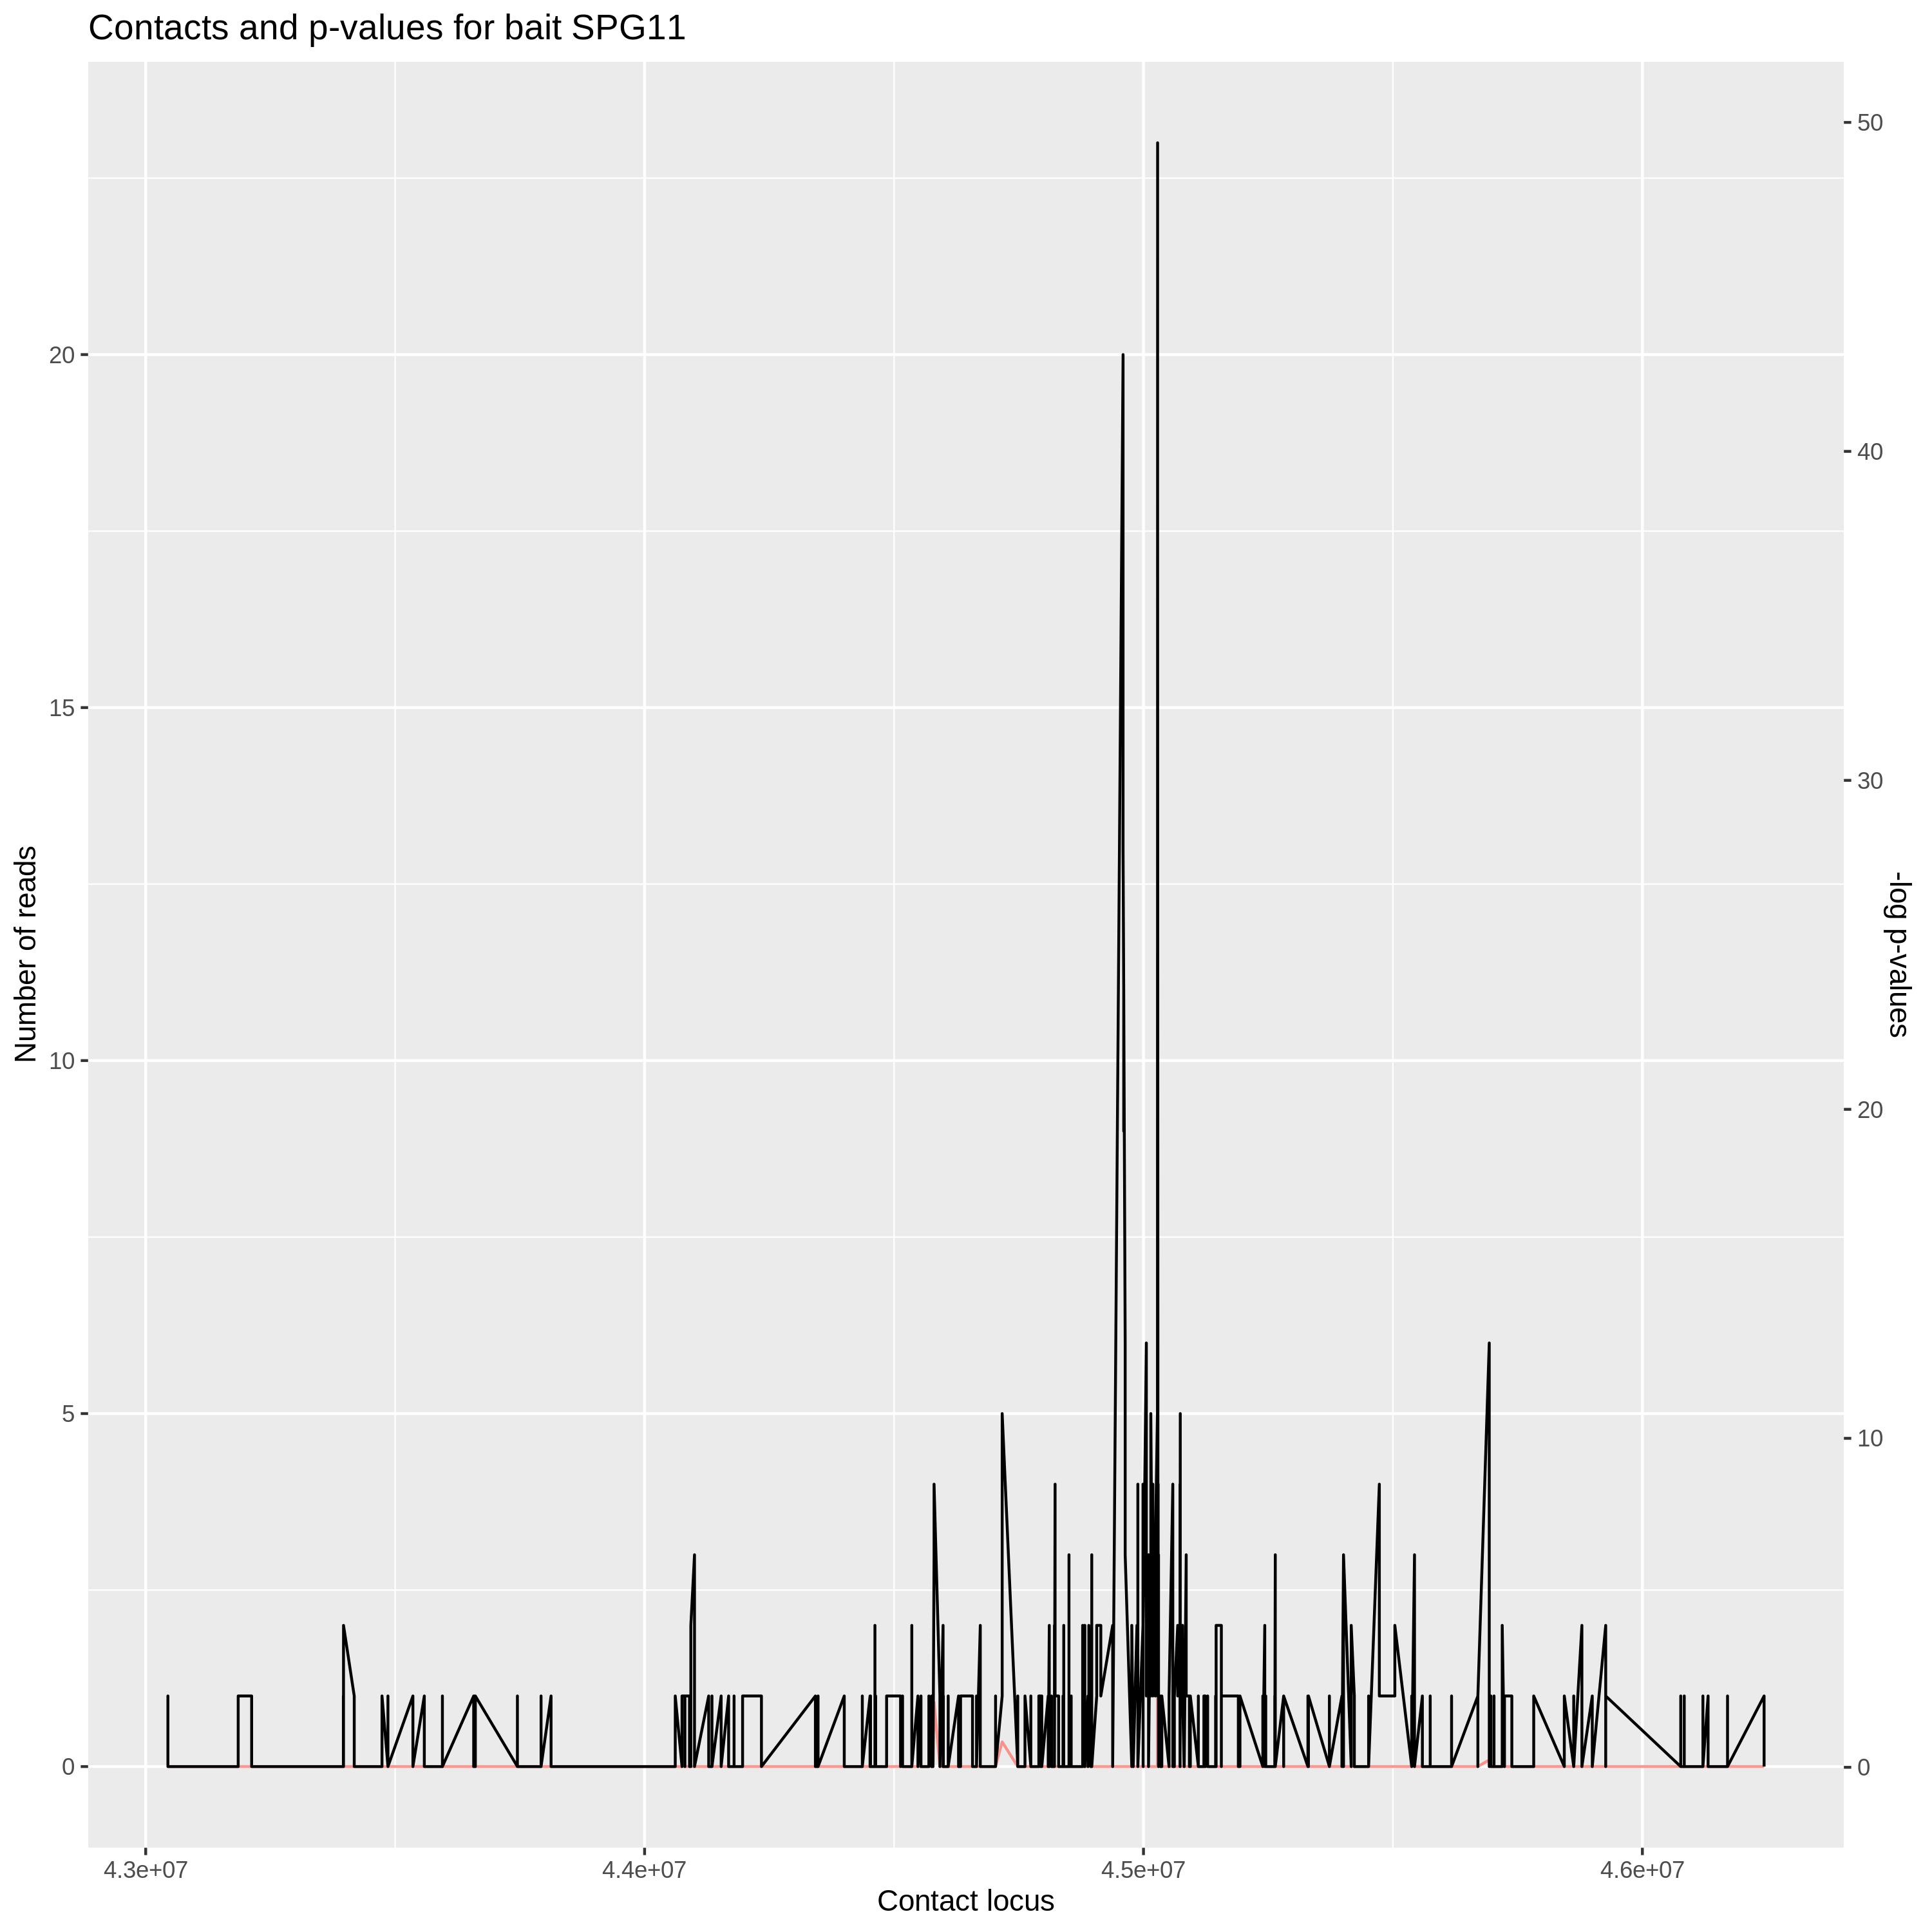 Contacts and p-values for bait SPG11
Number of reads
20
15
10
5
0
50
40
30
20
10
0
-log p-values
4.3e+07
4.4e+07
4.5e+07
4.6e+07
Contact locus